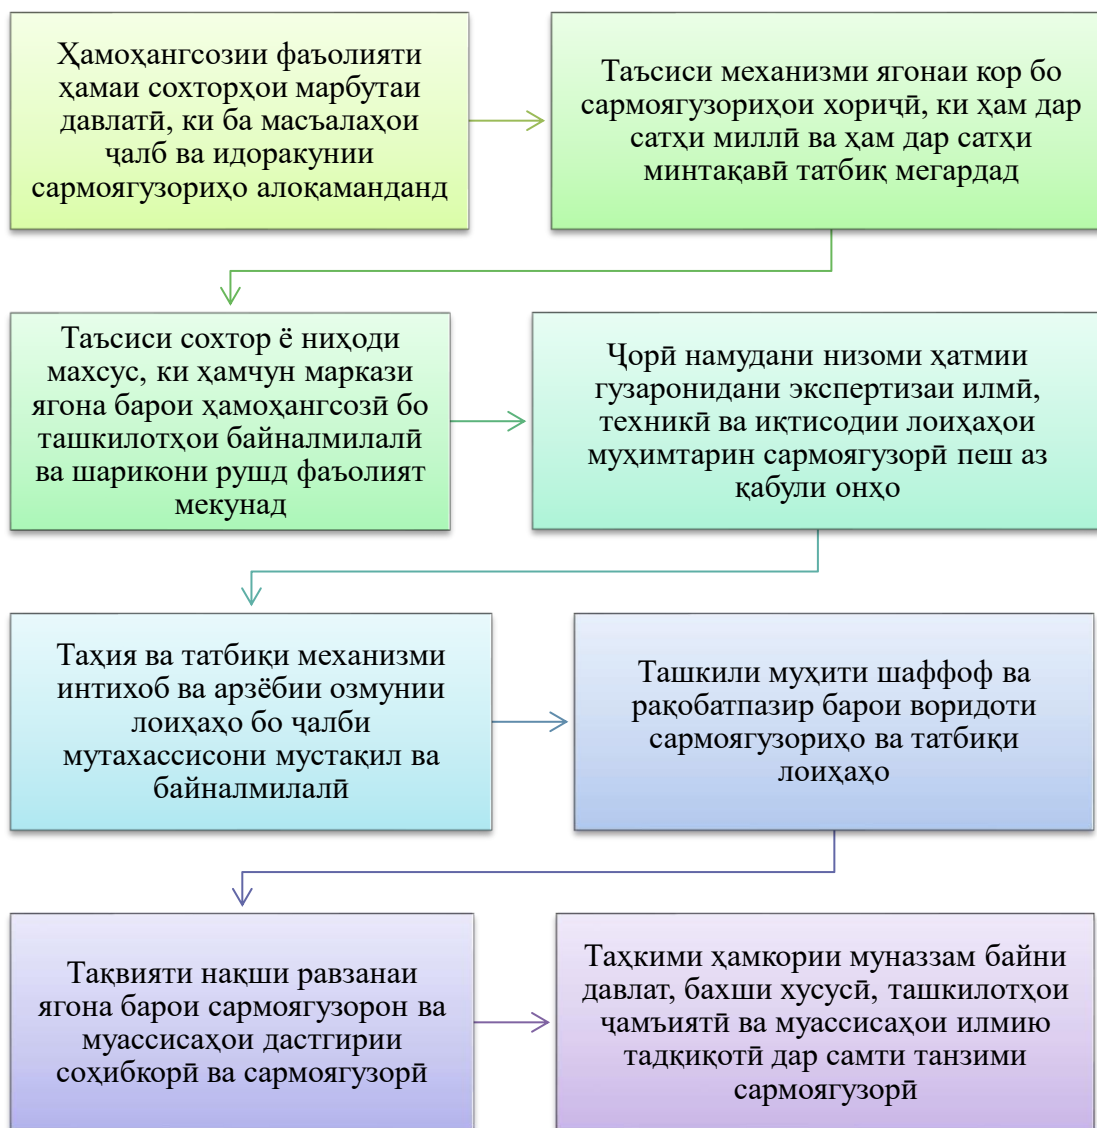 Ҳамоҳангсозии фаъолияти
ҳамаи сохторҳои марбутаи
давлатӣ, ки ба масъалаҳои
ҷалб ва идоракунии
сармоягузориҳо алоқаманданд
Таъсиси механизми ягонаи кор бо
сармоягузориҳои хориҷӣ, ки ҳам дар
сатҳи миллӣ ва ҳам дар сатҳи
минтақавӣ татбиқ мегардад
Таъсиси сохтор ё ниҳоди
махсус, ки ҳамчун маркази
ягона барои ҳамоҳангсозӣ бо
ташкилотҳои байналмилалӣ
ва шарикони рушд фаъолият
мекунад
Ҷорӣ намудани низоми ҳатмии
гузаронидани экспертизаи илмӣ,
техникӣ ва иқтисодии лоиҳаҳои
муҳимтарин сармоягузорӣ пеш аз
қабули онҳо
Таҳия ва татбиқи механизми
интихоб ва арзёбии озмунии
лоиҳаҳо бо ҷалби
мутахассисони мустақил ва
байналмилалӣ
Ташкили муҳити шаффоф ва
рақобатпазир барои воридоти
сармоягузориҳо ва татбиқи
лоиҳаҳо
Тақвияти нақши равзанаи
ягона барои сармоягузорон ва
муассисаҳои дастгирии
соҳибкорӣ ва сармоягузорӣ
Таҳкими ҳамкории муназзам байни
давлат, бахши хусусӣ, ташкилотҳои
ҷамъиятӣ ва муассисаҳои илмию
тадқиқотӣ дар самти танзими
сармоягузорӣ